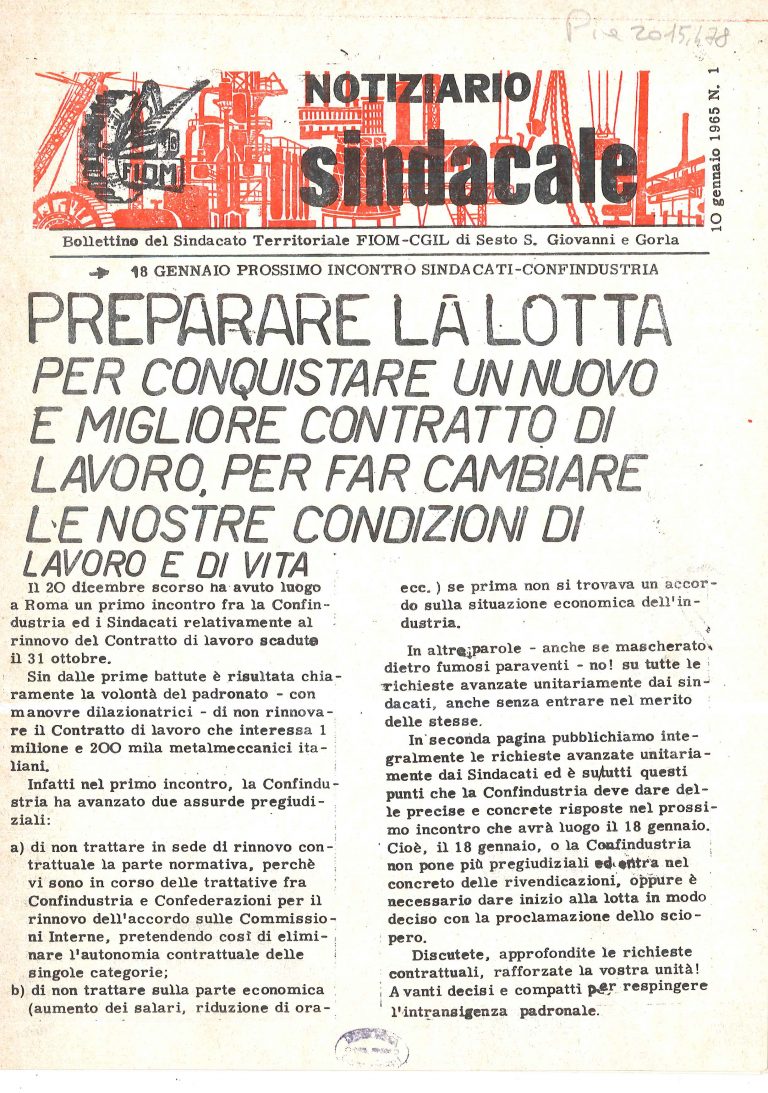 Pie 2015,478
NOTIZIARIO
sindacale
FIOM
10 gennaio 1965 N. 1
Bollettino del Sindacato Territoriale FIOM-CGIL di Sesto S. Giovanni e Gorla
18 GENNAIO PROSSIMO INCONTRO SINDACATI-CONFINDUSTRIA
PREPARARE LA LOTTA
PER CONQUISTARE UN NUOVO
E MIGLIORE CONTRATTO DI
LAVORO, PER FAR CAMBIARE
LE NOSTRE CONDIZIONI DI
LAVORO E DI VITA
Il 20 dicembre scorso ha avuto luogo
a Roma un primo incontro fra la Confin-
dustria ed i Sindacati relativamente al
rinnovo del Contratto di lavoro scaduto
il 31 ottobre.
Sin dalle prime battute è risultata chia-
ramente la volontà del padronato - con
manovre dilazionatrici - di non rinnova-
re il Contratto di lavoro che interessa 1
milione e 200 mila metalmeccanici ita-
liani.
Infatti nel primo incontro, la Confindu-
stria ha avanzato due assurde pregiudi-
ziali:
a) di non trattare in sede di rinnovo con-
trattuale la parte normativa, perchè
vi sono in corso delle trattative fra
Confindustria e Confederazioni per il
rinnovo dell'accordo sulle Commissio-
ni Interne, pretendendo così di elimi-
nare l'autonomia contrattuale delle
singole categorie;
b) di non trattare sulla parte economica
(aumento dei salari, riduzione di ora-
ecc. ) se prima non si trovava un accor-
do sulla situazione economica dell'in-
dustria.
In altre parole - anche se mascherato
dietro fumosi paraventi - no! su tutte le
richieste avanzate unitariamente dai sin-
dacati, anche senza entrare nel merito
delle stesse.
In seconda pagina pubblichiamo inte-
gralmente le richieste avanzate unitaria-
mente dai Sindacati ed è su tutti questi
punti che la Confindustria deve dare del-
le precise e concrete risposte nel prossi-
mo incontro che avrà luogo il 18 gennaio.
Cioè, il 18 gennaio, o la Confindustria
non pone più pregiudiziali ed entra nel
concreto delle rivendicazioni, oppure è
necessario dare inizio alla lotta in modo
deciso con la proclamazione dello scio-
pero.
Discutete, approfondite le richieste
contrattuali, rafforzate la vostra unità!
Avanti decisi e compatti per respingere
l'intransigenza padronale.